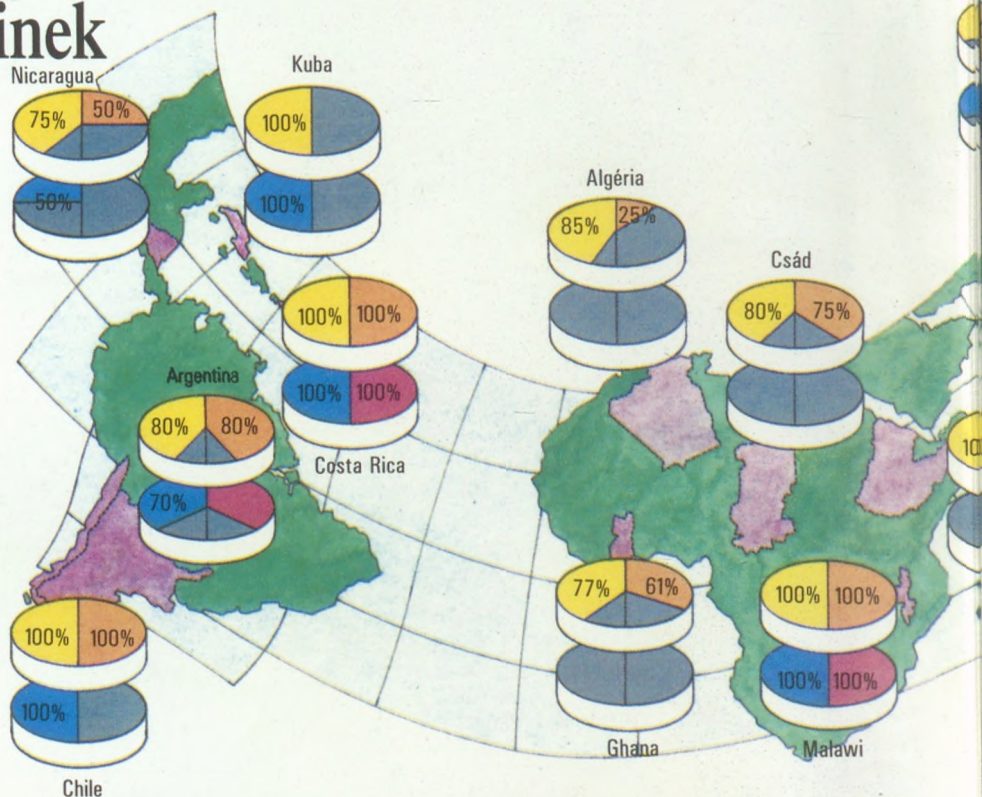 inek
Nicaragua
75% 50%
50%
Kuba
100%
100%
Algéria
85% 25%
Csád
80% 75%
100% 100%
100% 100%
Costa Rica
Argentina
80% 80%
70%
77% 61%
Ghana
100% 100%
100% 100%
Malawi
100% 100%
100%
Chile
10